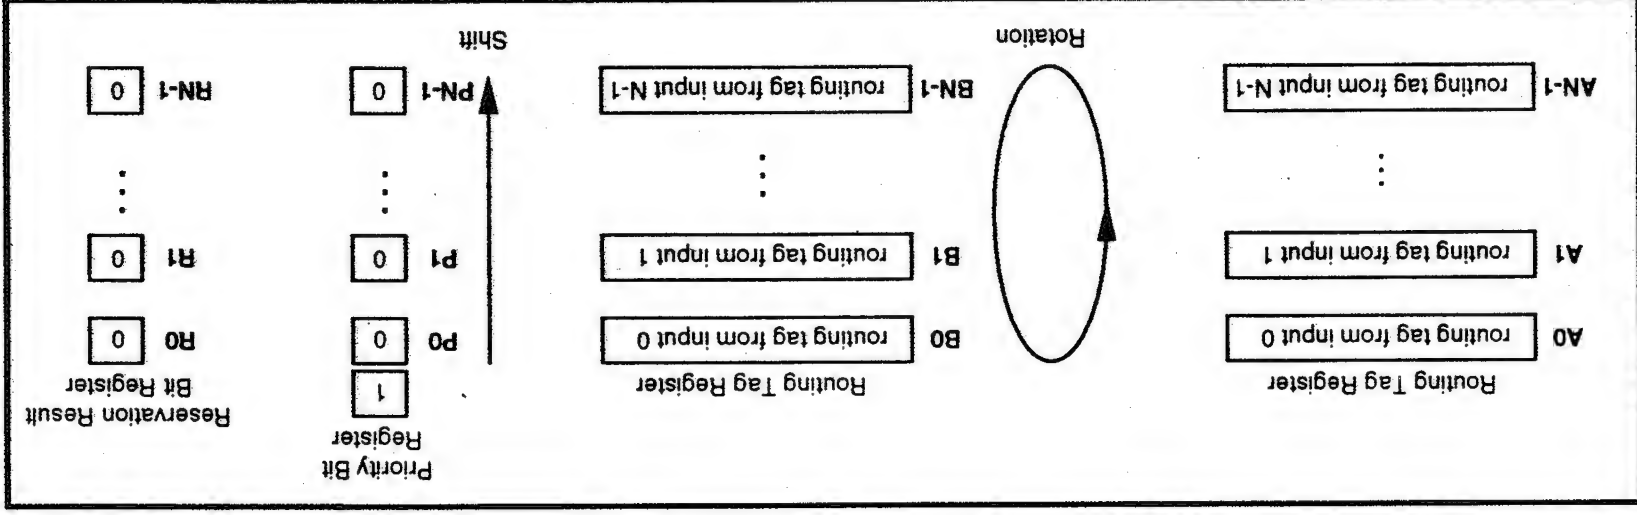 Routing Tag Register
A0 routing tag from input 0
A1 routing tag from input 1
⋮
AN-1 routing tag from input N-1
Rotation
Routing Tag Register
B0 routing tag from input 0
B1 routing tag from input 1
⋮
BN-1 routing tag from input N-1
Shift
Priority Bit
Register
1
P0 0
P1 0
⋮
PN-1 0
Reservation Result
Bit Register
R0 0
R1 0
⋮
RN-1 0